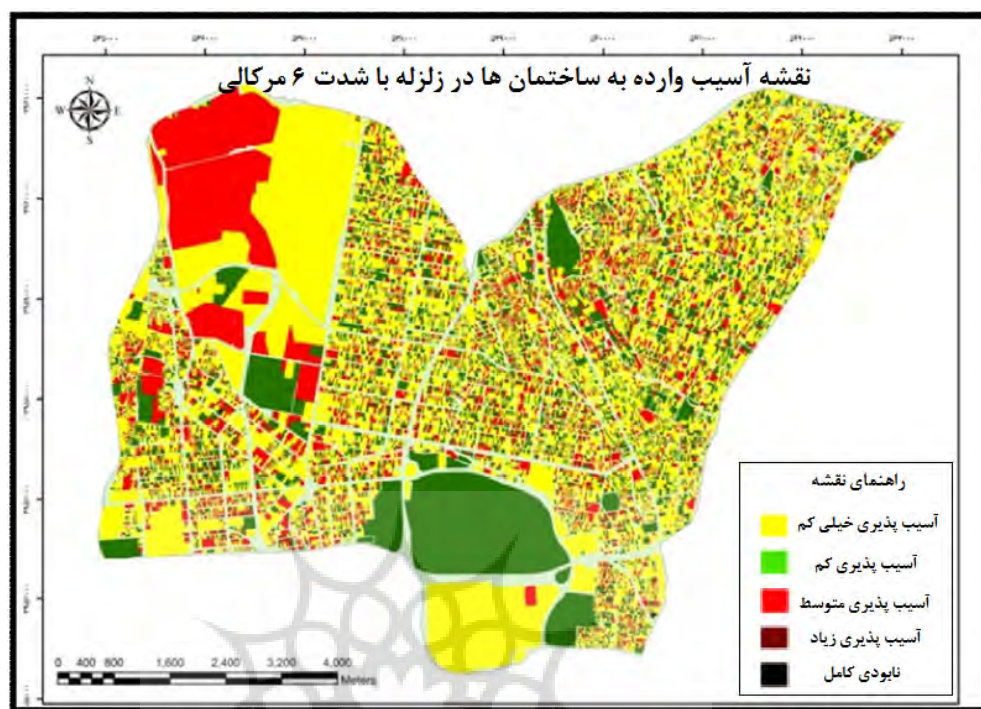 نقشه آسیب وارده به ساختمان ها در زلزله با شدت ۶ مرکالی
N
W E
S
راهنمای نقشه
آسیب پذیری خیلی کم
آسیب پذیری کم
آسیب پذیری متوسط
آسیب پذیری زیاد
نابودی کامل
0 400 800 1,600 2,400 3,200 4,000
Meters